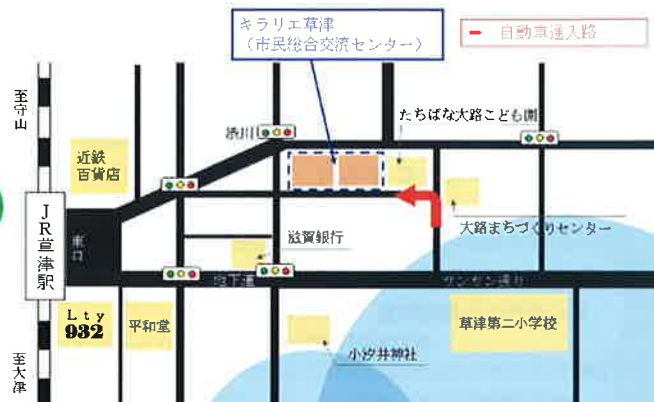 キラリエ草津
（市民総合交流センター）
自動車進入路
至守山
たちばな大路こども園
渋川
近鉄
百貨店
JR草津駅
東口
滋賀銀行
大路まちづくりセンター
地下道
サンサン通り
Lty
932
平和堂
草津第二小学校
小汐井神社
至大津